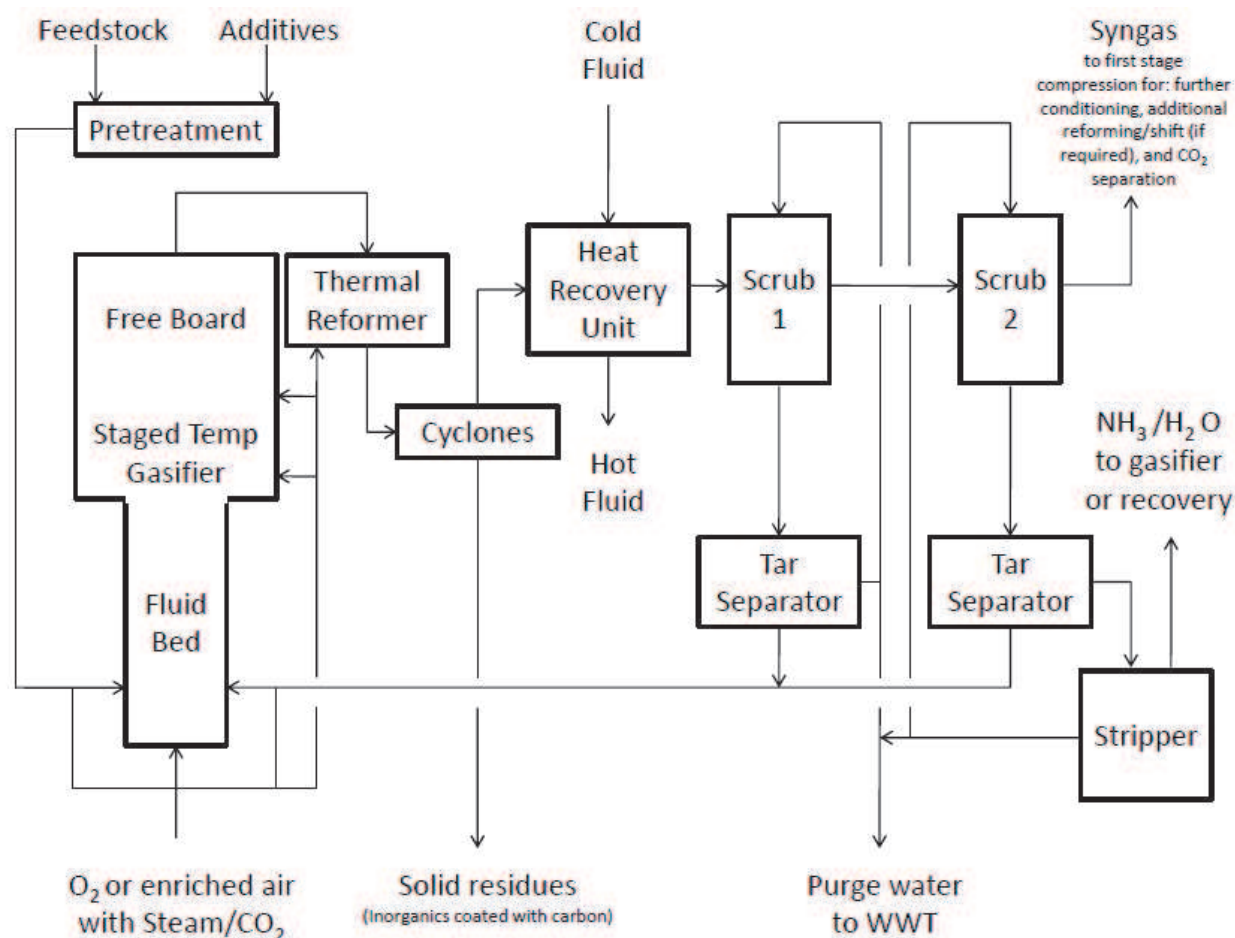 Feedstock
Additives
Pretreatment
Cold
Fluid
Syngas
to first stage
compression for: further
conditioning, additional
reforming/shift (if
required), and CO₂
separation
Free Board
Staged Temp
Gasifier
Fluid
Bed
Thermal
Reformer
Cyclones
Heat
Recovery
Unit
Hot
Fluid
Scrub
1
Scrub
2
Tar
Separator
Tar
Separator
NH₃/H₂O
to gasifier
or recovery
Stripper
O₂ or enriched air
with Steam/CO₂
Solid residues
(Inorganics coated with carbon)
Purge water
to WWT